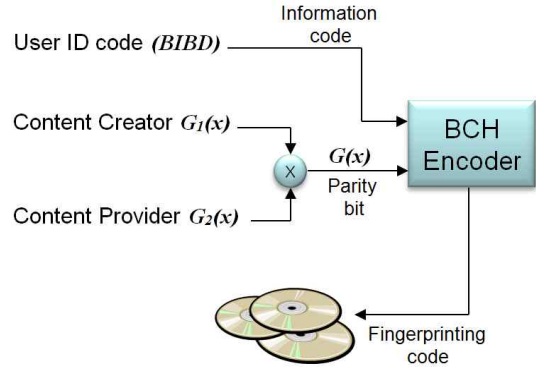 Information
code
User ID code (BIBD)
Content Creator G₁(x)
BCH
Encoder
X
G(x)
Parity
bit
Content Provider G₂(x)
Fingerprinting
code